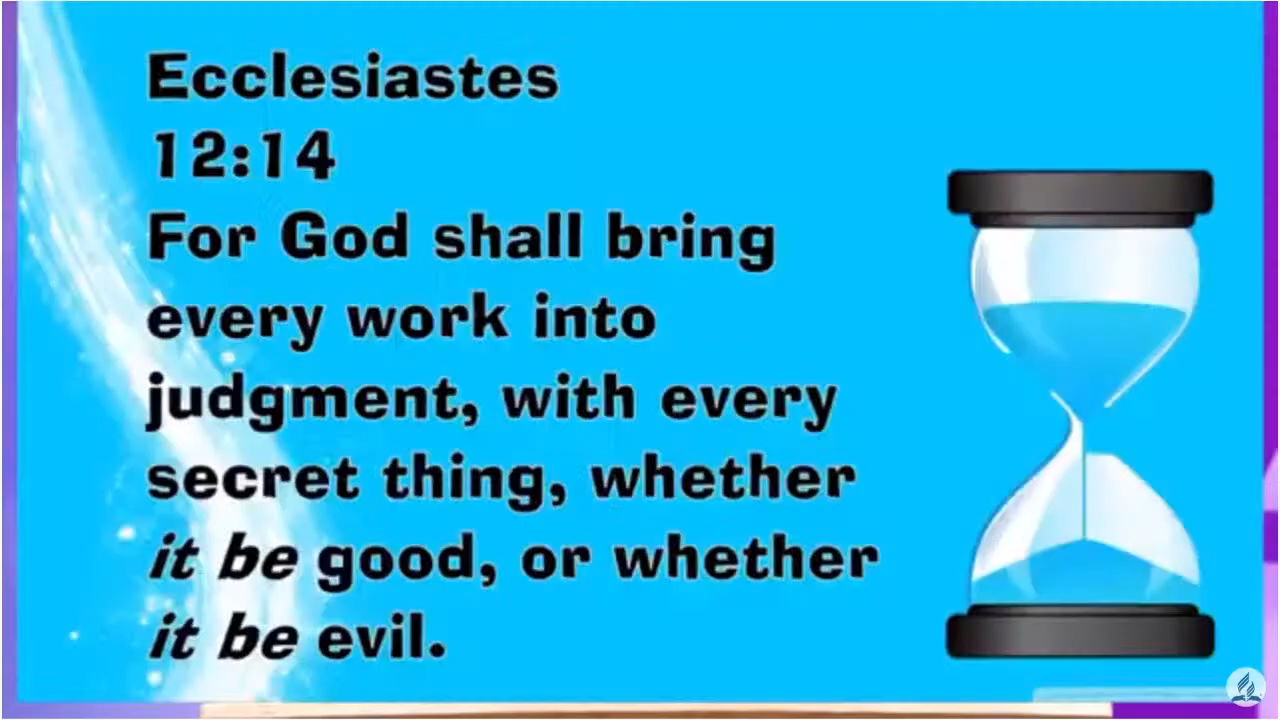 Ecclesiastes
12:14
For God shall bring
every work into
judgment, with every
secret thing, whether
it be good, or whether
it be evil.